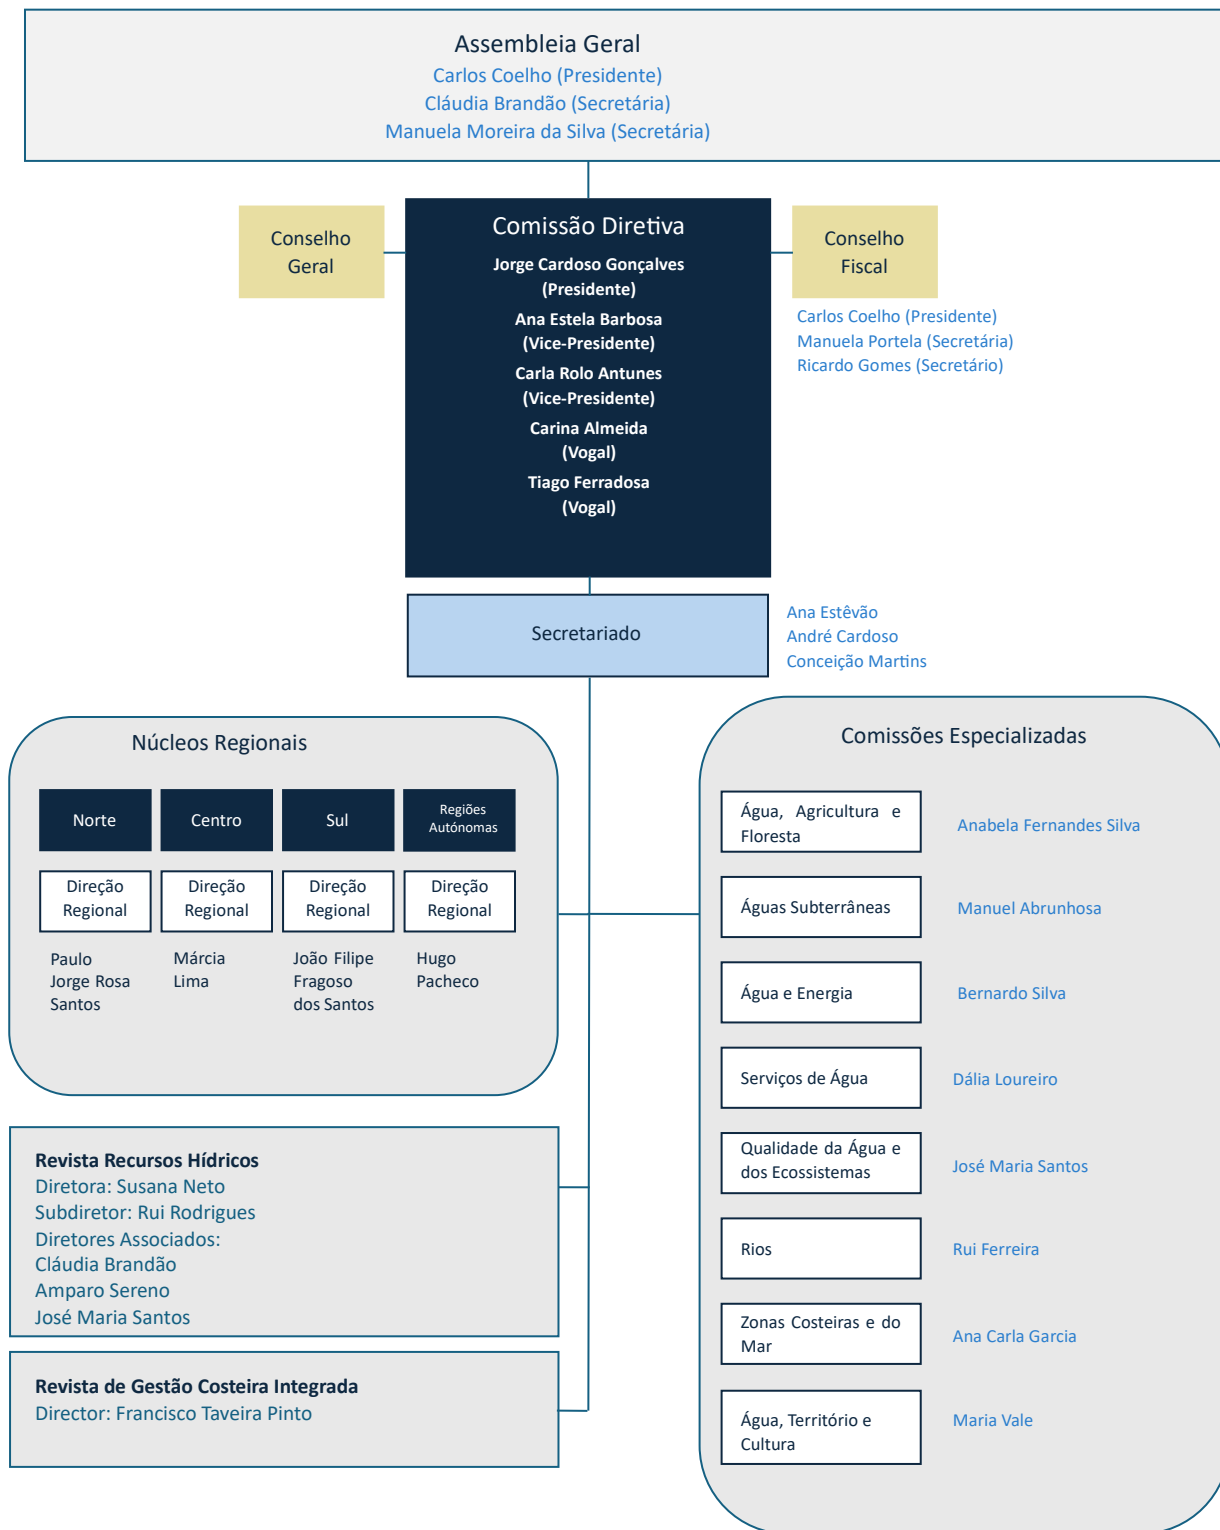 Assembleia Geral
Carlos Coelho (Presidente)
Cláudia Brandão (Secretária)
Manuela Moreira da Silva (Secretária)
Conselho
Geral
Comissão Diretiva
Jorge Cardoso Gonçalves
(Presidente)
Ana Estela Barbosa
(Vice-Presidente)
Carla Rolo Antunes
(Vice-Presidente)
Carina Almeida
(Vogal)
Tiago Ferradosa
(Vogal)
Conselho
Fiscal
Carlos Coelho (Presidente)
Manuela Portela (Secretária)
Ricardo Gomes (Secretário)
Secretariado
Ana Estêvão
André Cardoso
Conceição Martins
Núcleos Regionais
Norte
Direção
Regional
Paulo
Jorge Rosa
Santos
Centro
Direção
Regional
Márcia
Lima
Sul
Direção
Regional
João Filipe
Fragoso
dos Santos
Regiões
Autónomas
Direção
Regional
Hugo
Pacheco
Comissões Especializadas
Água, Agricultura e
Floresta
Anabela Fernandes Silva
Águas Subterrâneas
Manuel Abrunhosa
Água e Energia
Bernardo Silva
Serviços de Água
Dália Loureiro
Qualidade da Água e
dos Ecossistemas
José Maria Santos
Rios
Rui Ferreira
Zonas Costeiras e do
Mar
Ana Carla Garcia
Água, Território e
Cultura
Maria Vale
Revista Recursos Hídricos
Diretora: Susana Neto
Subdiretor: Rui Rodrigues
Diretores Associados:
Cláudia Brandão
Amparo Sereno
José Maria Santos
Revista de Gestão Costeira Integrada
Director: Francisco Taveira Pinto